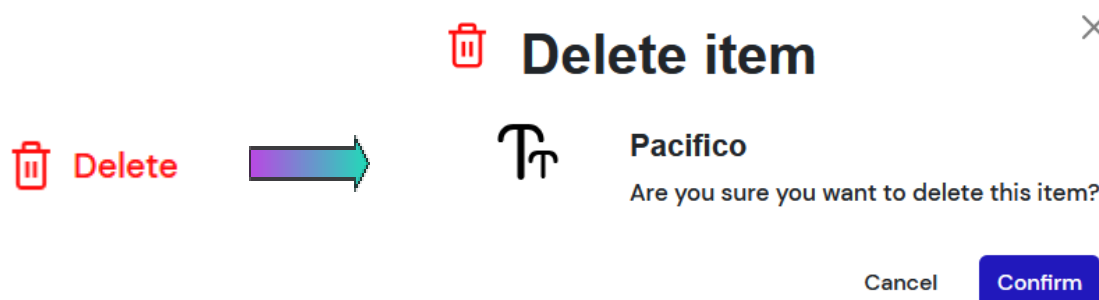 Delete item
Delete
Pacifico
Are you sure you want to delete this item?
Cancel
Confirm